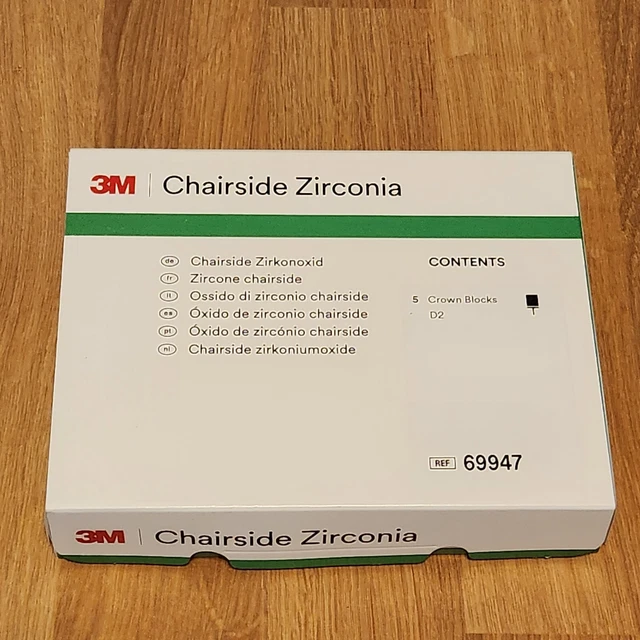 3M | Chairside Zirconia
de Chairside Zirkonoxid
fr Zircone chairside
it Ossido di zirconio chairside
es Óxido de zirconio chairside
pt Óxido de zircónio chairside
nl Chairside zirkoniumoxide
CONTENTS
5 Crown Blocks
D2
REF 69947
3M | Chairside Zirconia